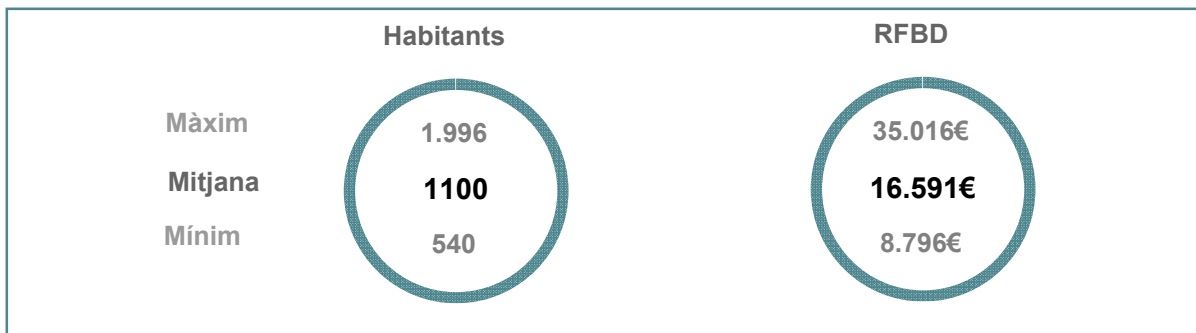 Habitants RFBD
Màxim 1.996 35.016€
Mitjana 1100 16.591€
Mínim 540 8.796€